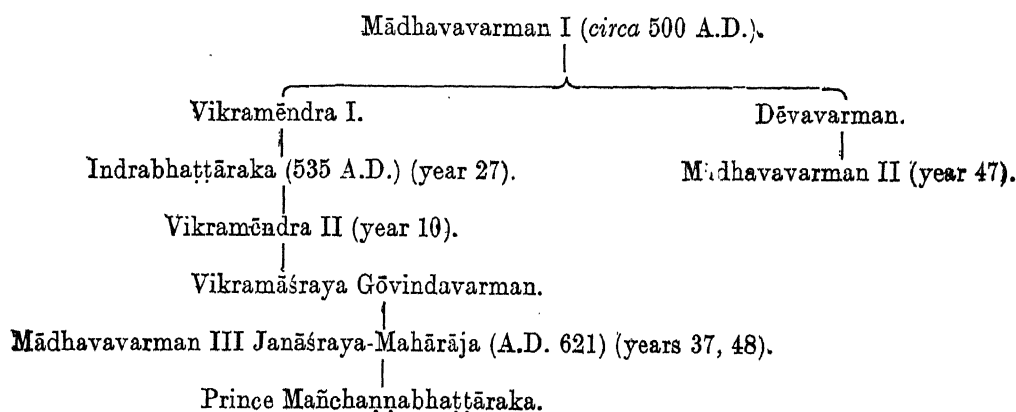 Mādhavavarman I (circa 500 A.D.).
Vikramēndra I. Dēvavarman.
Indrabhaṭṭāraka (535 A.D.) (year 27). Mādhavavarman II (year 47).
Vikramēndra II (year 10).
Vikramāśraya Gōvindavarman.
Mādhavavarman III Janāśraya-Mahārāja (A.D. 621) (years 37, 48).
Prince Mañchaṇṇabhaṭṭāraka.